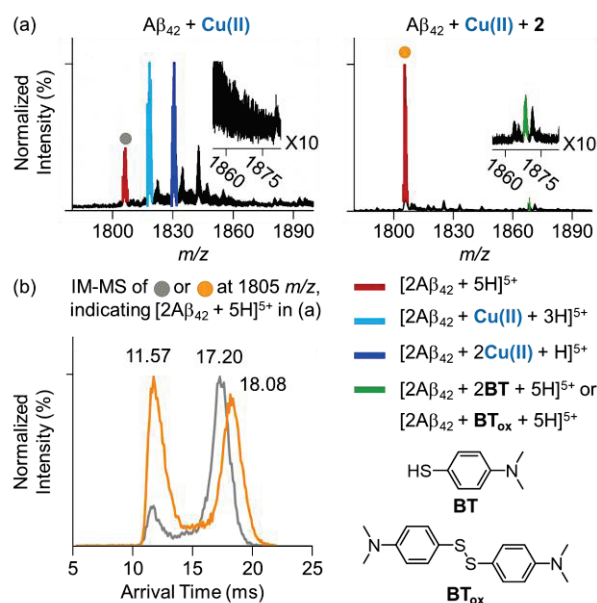 (a)
Aβ₄₂ + Cu(II)
Aβ₄₂ + Cu(II) + 2
Normalized
Intensity (%)
X10
1860
1875
1800 1830 1860 1890
m/z
X10
1860
1875
1800 1830 1860 1890
m/z
(b)
IM-MS of or at 1805 m/z,
indicating [2Aβ₄₂ + 5H]⁵⁺ in (a)
Normalized
Intensity (%)
11.57
17.20
18.08
5 10 15 20 25
Arrival Time (ms)
[2Aβ₄₂ + 5H]⁵⁺
[2Aβ₄₂ + Cu(II) + 3H]⁵⁺
[2Aβ₄₂ + 2Cu(II) + H]⁵⁺
[2Aβ₄₂ + 2BT + 5H]⁵⁺ or
[2Aβ₄₂ + BTₒₓ + 5H]⁵⁺
HS
N
BT
N
S
S
N
BTₒₓ